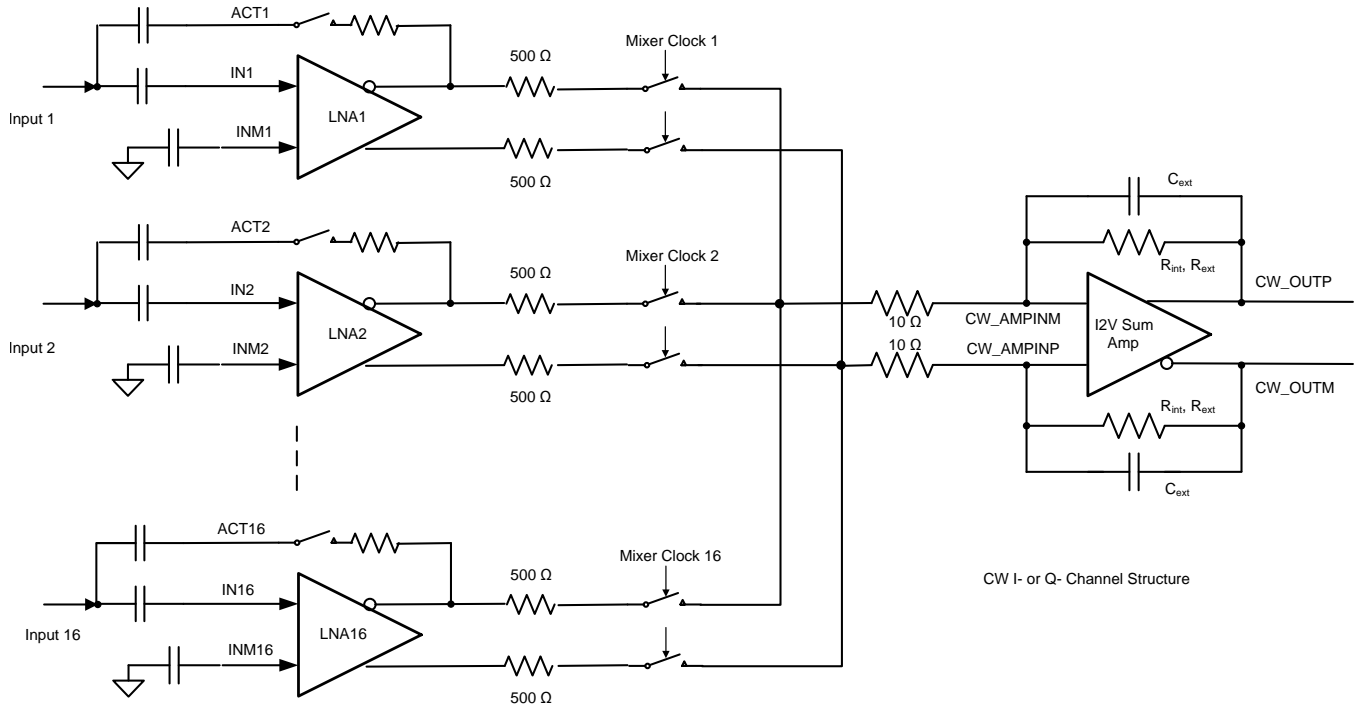 ACT1
500 Ω
Mixer Clock 1
IN1
LNA1
Input 1
INM1
500 Ω
Cext
ACT2
500 Ω
Mixer Clock 2
Rint, Rext
IN2
CW_OUTP
10 Ω
CW_AMPINM
I2V Sum
Amp
LNA2
Input 2
10 Ω
CW_AMPINP
INM2
CW_OUTM
500 Ω
Rint, Rext
Cext
ACT16
Mixer Clock 16
500 Ω
IN16
CW I- or Q- Channel Structure
LNA16
Input 16
INM16
500 Ω